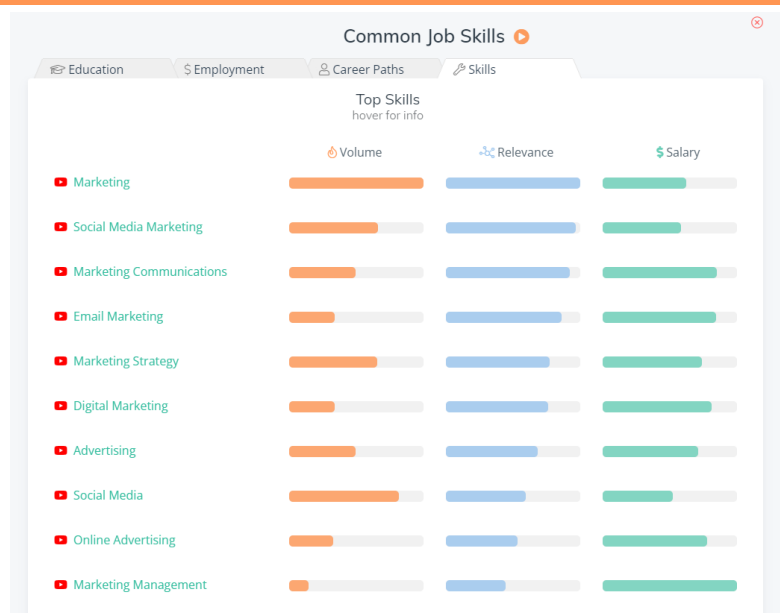 Common Job Skills
Education
$ Employment
Career Paths
Skills
Top Skills
hover for info
Volume
Relevance
$ Salary
Marketing
Social Media Marketing
Marketing Communications
Email Marketing
Marketing Strategy
Digital Marketing
Advertising
Social Media
Online Advertising
Marketing Management